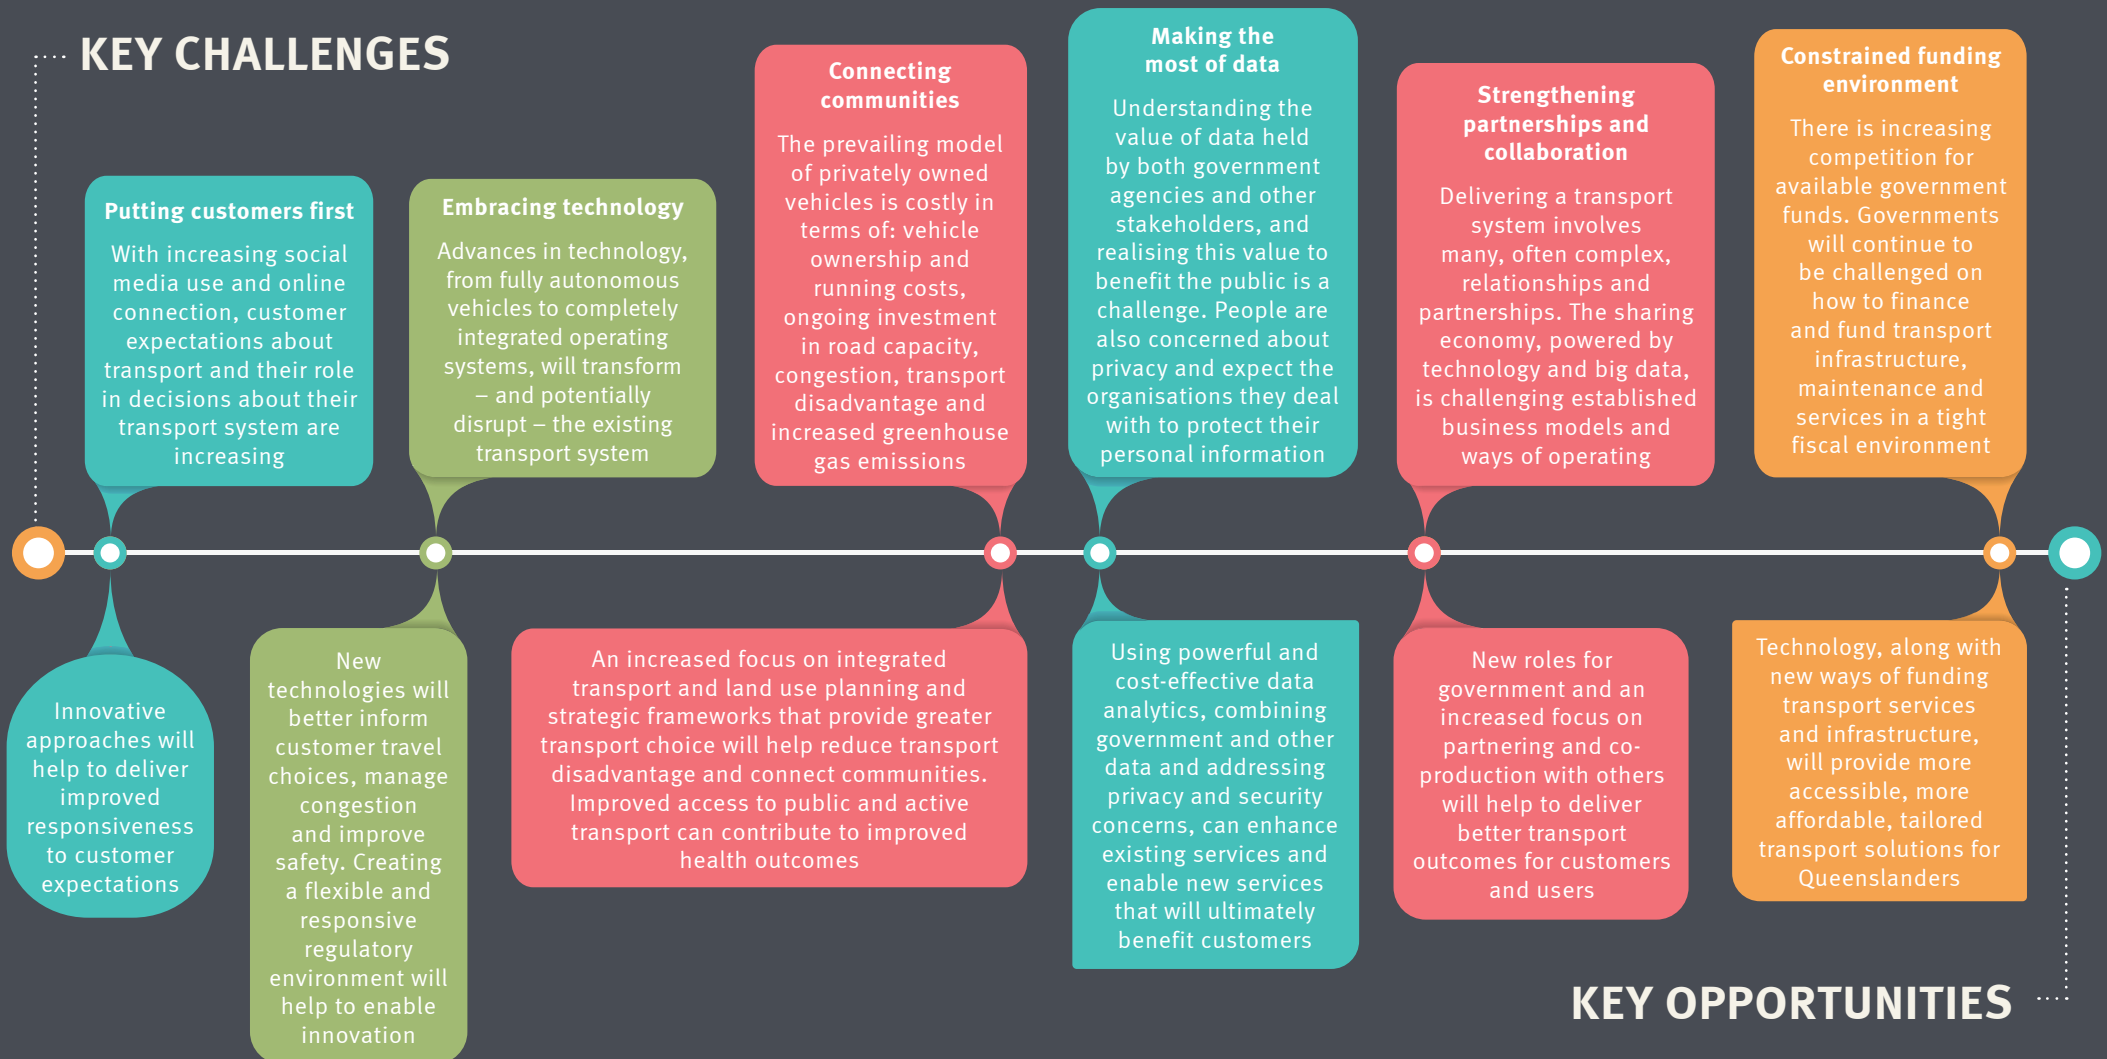 KEY CHALLENGES
Putting customers first
With increasing social
media use and online
connection, customer
expectations about
transport and their role
in decisions about their
transport system are
increasing
Embracing technology
Advances in technology,
from fully autonomous
vehicles to completely
integrated operating
systems, will transform
– and potentially
disrupt – the existing
transport system
Connecting
communities
The prevailing model
of privately owned
vehicles is costly in
terms of: vehicle
ownership and
running costs,
ongoing investment
in road capacity,
congestion, transport
disadvantage and
increased greenhouse
gas emissions
Making the
most of data
Understanding the
value of data held
by both government
agencies and other
stakeholders, and
realising this value to
benefit the public is a
challenge. People are
also concerned about
privacy and expect the
organisations they deal
with to protect their
personal information
Strengthening
partnerships and
collaboration
Delivering a transport
system involves
many, often complex,
relationships and
partnerships. The sharing
economy, powered by
technology and big data,
is challenging established
business models and
ways of operating
Constrained funding
environment
There is increasing
competition for
available government
funds. Governments
will continue to
be challenged on
how to finance
and fund transport
infrastructure,
maintenance and
services in a tight
fiscal environment
Innovative
approaches will
help to deliver
improved
responsiveness
to customer
expectations
New
technologies will
better inform
customer travel
choices, manage
congestion
and improve
safety. Creating
a flexible and
responsive
regulatory
environment will
help to enable
innovation
An increased focus on integrated
transport and land use planning and
strategic frameworks that provide greater
transport choice will help reduce transport
disadvantage and connect communities.
Improved access to public and active
transport can contribute to improved
health outcomes
Using powerful and
cost-effective data
analytics, combining
government and other
data and addressing
privacy and security
concerns, can enhance
existing services and
enable new services
that will ultimately
benefit customers
New roles for
government and an
increased focus on
partnering and co-
production with others
will help to deliver
better transport
outcomes for customers
and users
Technology, along with
new ways of funding
transport services
and infrastructure,
will provide more
accessible, more
affordable, tailored
transport solutions for
Queenslanders
KEY OPPORTUNITIES